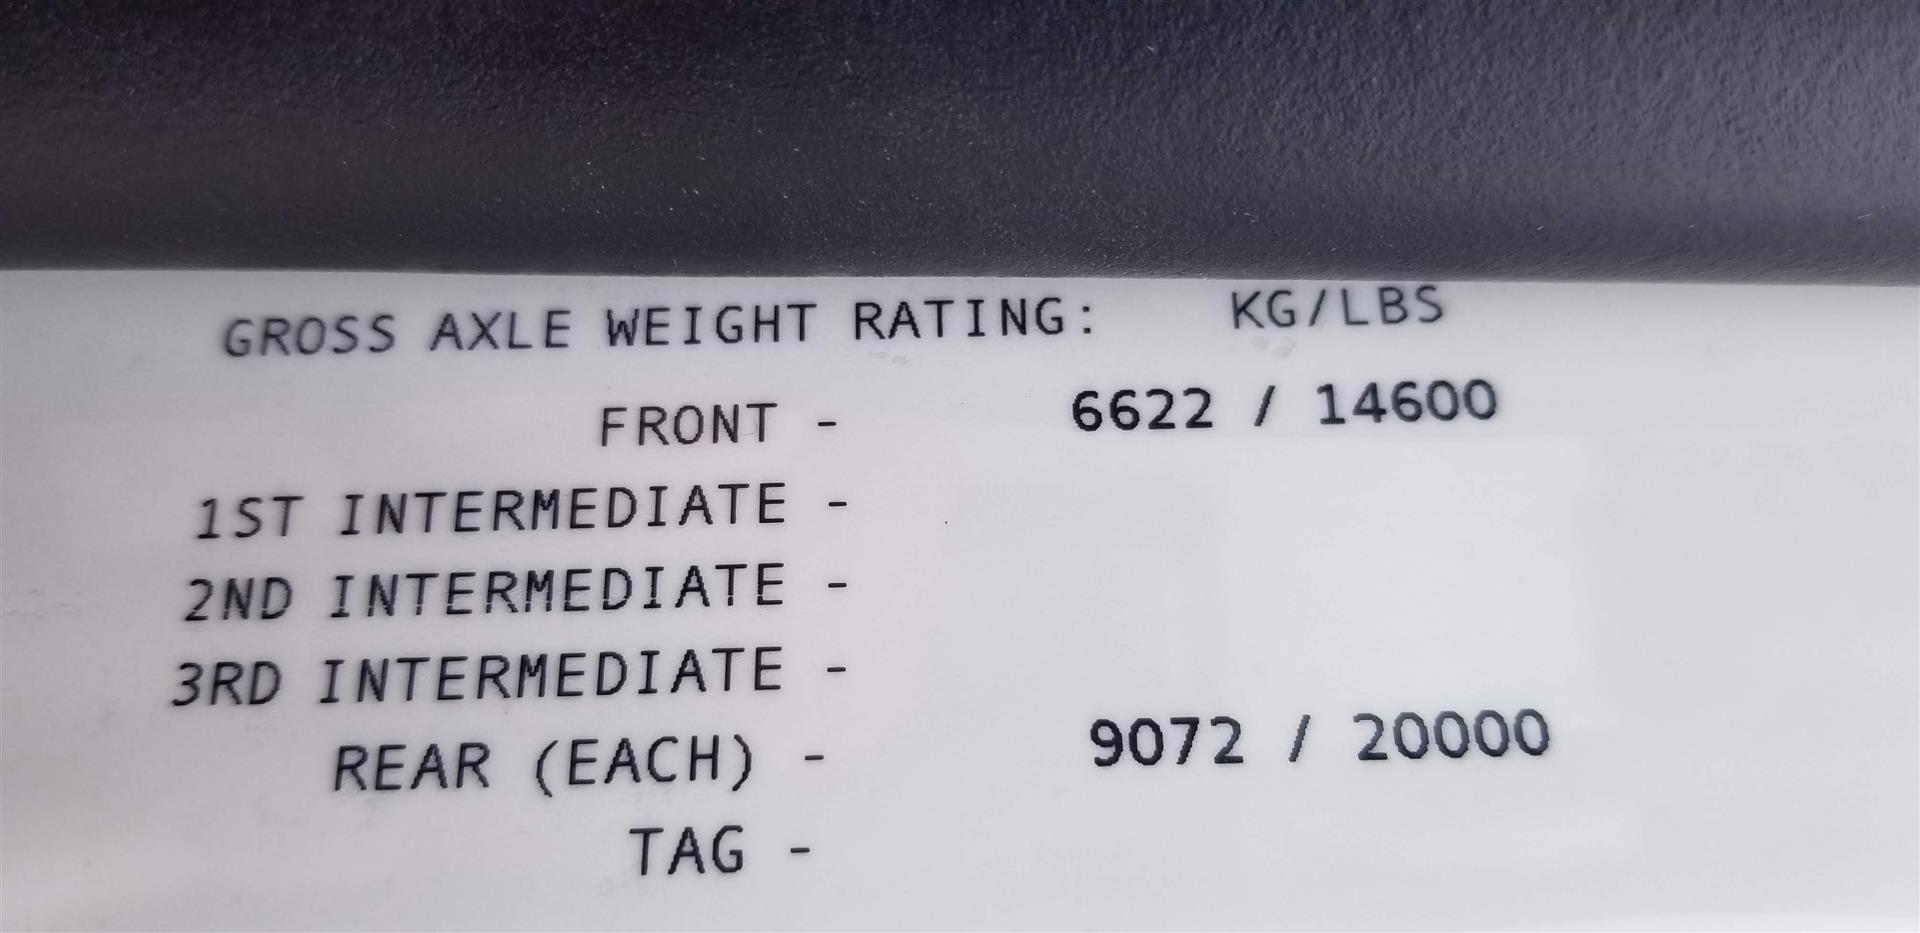 GROSS AXLE WEIGHT RATING: KG/LBS
FRONT - 6622 / 14600
1ST INTERMEDIATE -
2ND INTERMEDIATE -
3RD INTERMEDIATE -
REAR (EACH) - 9072 / 20000
TAG -